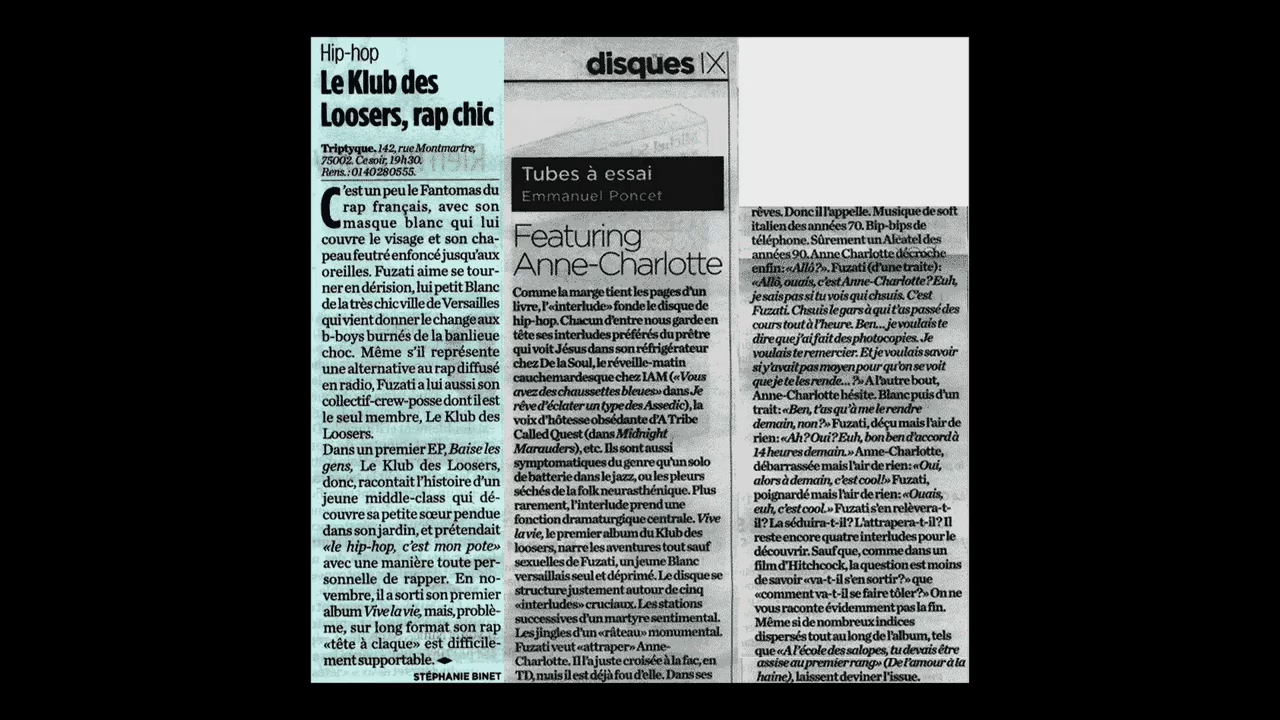 Hip-hop
Le Klub des
Loosers, rap chic
Triptyque. 142, rue Montmartre,
75002. Ce soir, 19h30.
Rens.: 0140280555.
C'est un peu le Fantomas du
rap français, avec son
masque blanc qui lui
couvre le visage et son cha-
peau feutré enfoncé jusqu'aux
oreilles. Fuzati aime se tour-
ner en dérision, lui petit Blanc
de la très chic ville de Versailles
qui vient donner le change aux
b-boys burnés de la banlieue
choc. Même s'il représente
une alternative au rap diffusé
en radio, Fuzati a lui aussi son
collectif-crew-posse dont il est
le seul membre, Le Klub des
Loosers.
Dans un premier EP, Baise les
gens, Le Klub des Loosers,
donc, racontait l'histoire d'un
jeune middle-class qui dé-
couvre sa petite sœur pendue
dans son jardin, et prétendait
«le hip-hop, c'est mon pote»
avec une manière toute per-
sonnelle de rapper. En no-
vembre, il a sorti son premier
album Vive la vie, mais, problè-
me, sur long format son rap
«tête à claque» est difficile-
ment supportable.
STÉPHANIE BINET
disques IX
Tubes à essai
Emmanuel Poncet
Featuring
Anne-Charlotte
Comme la marge tient les pages d'un
livre, l'«interlude» fonde le disque de
hip-hop. Chacun d'entre nous garde en
tête ses interludes préférés du prêtre
qui voit Jésus dans son réfrigérateur
chez De la Soul, le réveille-matin
cauchemardesque chez IAM («Vous
avez des chaussettes bleues» dans Je
rêve d'éclater un type des Assedic), la
voix d'hôtesse obsédante d'A Tribe
Called Quest (dans Midnight
Marauders), etc. Ils sont aussi
symptomatiques du genre qu'un solo
de batterie dans le jazz, ou les pleurs
séchés de la folk neurasthénique. Plus
rarement, l'interlude prend une
fonction dramaturgique centrale. Vive
la vie, le premier album du Klub des
loosers, narre les aventures tout sauf
sexuelles de Fuzati, un jeune Blanc
versaillais seul et déprimé. Le disque se
structure justement autour de cinq
«interludes» cruciaux. Les stations
successives d'un martyre sentimental.
Les jingles d'un «râteau» monumental.
Fuzati veut «attraper» Anne-
Charlotte. Il l'a juste croisée à la fac, en
TD, mais il est déjà fou d'elle. Dans ses
rêves. Donc il l'appelle. Musique de soft
italien des années 70. Bip-bips de
téléphone. Sûrement un Alcatel des
années 90. Anne Charlotte décroche
enfin: «Allô?». Fuzati (d'une traite):
«Allô, ouais, c'est Anne-Charlotte? Euh,
je sais pas si tu vois qui chsuis. C'est
Fuzati. Chsuis le gars à qui t'as passé des
cours tout à l'heure. Ben... je voulais te
dire que j'ai fait des photocopies. Je
voulais te remercier. Et je voulais savoir
si y'avait pas moyen pour qu'on se voit
que je te les rende...?» A l'autre bout,
Anne-Charlotte hésite. Blanc puis d'un
trait: «Ben, t'as qu'à me le rendre
demain, non?» Fuzati, déçu mais l'air de
rien: «Ah? Oui? Euh, bon ben d'accord à
14 heures demain.» Anne-Charlotte,
débarrassée mais l'air de rien: «Oui,
alors à demain, c'est cool!» Fuzati,
poignardé mais l'air de rien: «Ouais,
euh, c'est cool.» Fuzati s'en relèvera-t-
il? La séduira-t-il? L'attrapera-t-il? Il
reste encore quatre interludes pour le
découvrir. Sauf que, comme dans un
film d'Hitchcock, la question est moins
de savoir «va-t-il s'en sortir?» que
«comment va-t-il se faire tôler?» On ne
vous raconte évidemment pas la fin.
Même si de nombreux indices
dispersés tout au long de l'album, tels
que «A l'école des salopes, tu devais être
assise au premier rang» (De l'amour à la
haine), laissent deviner l'issue.